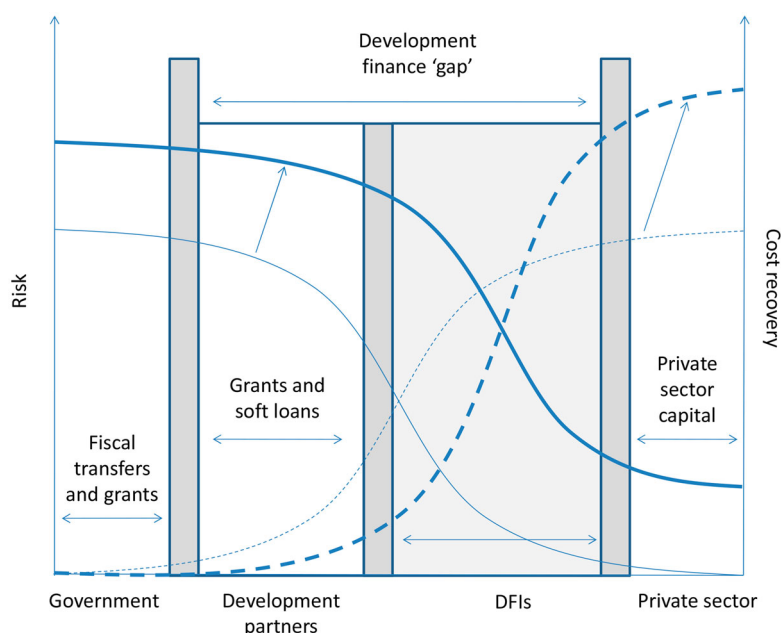 Development
finance ‘gap’
Risk
Cost recovery
Grants and
soft loans
Private
sector
capital
Fiscal
transfers
and grants
Government
Development
partners
DFIs
Private sector